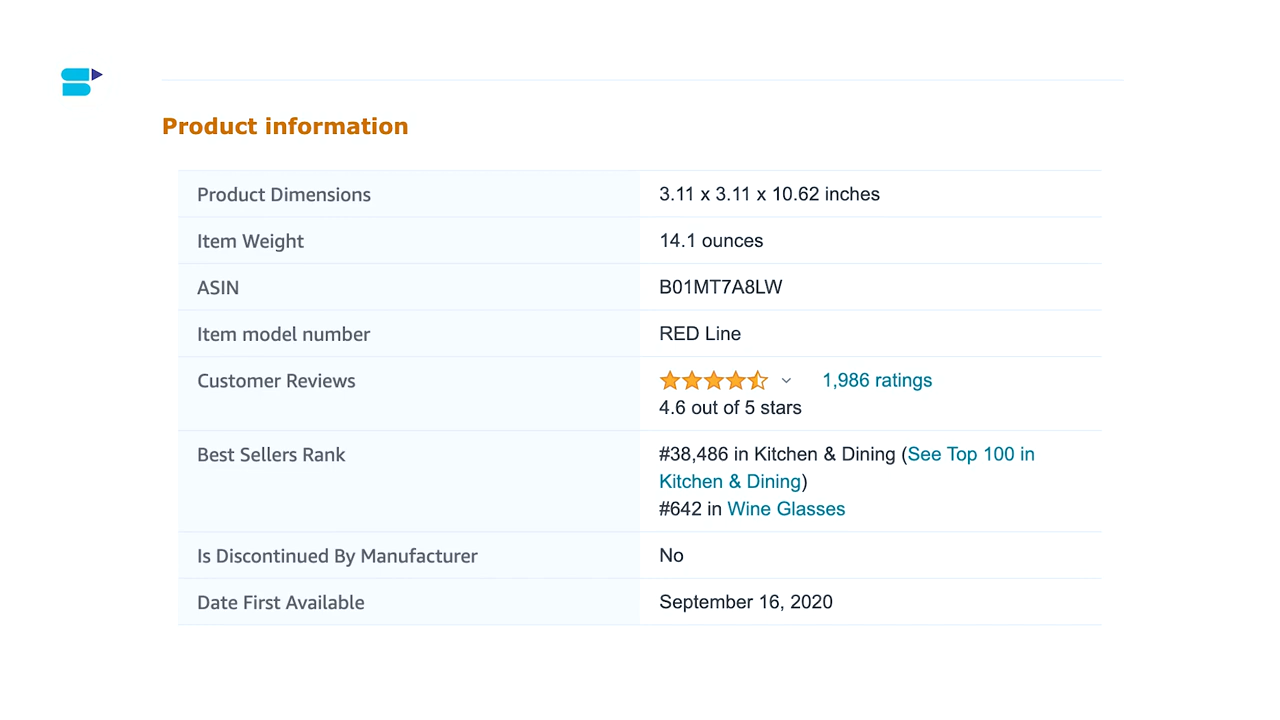 Product information
Product Dimensions 3.11 x 3.11 x 10.62 inches
Item Weight 14.1 ounces
ASIN B01MT7A8LW
Item model number RED Line
Customer Reviews 1,986 ratings
4.6 out of 5 stars
Best Sellers Rank #38,486 in Kitchen & Dining (See Top 100 in
Kitchen & Dining)
#642 in Wine Glasses
Is Discontinued By Manufacturer No
Date First Available September 16, 2020